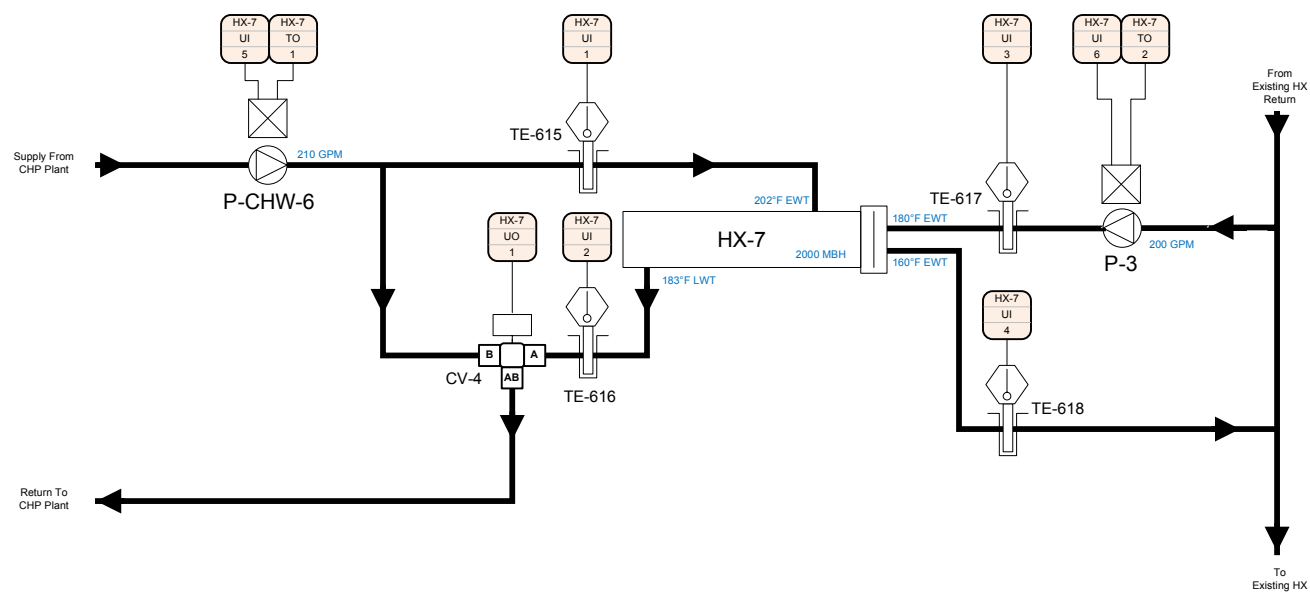 HX-7
UI
5
HX-7
TO
1
HX-7
UI
1
HX-7
UI
3
HX-7
UI
6
HX-7
TO
2
From
Existing HX
Return
TE-615
Supply From
CHP Plant
210 GPM
P-CHW-6
TE-617
202°F EWT
180°F EWT
HX-7
UO
1
HX-7
UI
2
HX-7
2000 MBH
160°F EWT
200 GPM
P-3
183°F LWT
HX-7
UI
4
B
A
AB
CV-4
TE-616
TE-618
Return To
CHP Plant
To
Existing HX